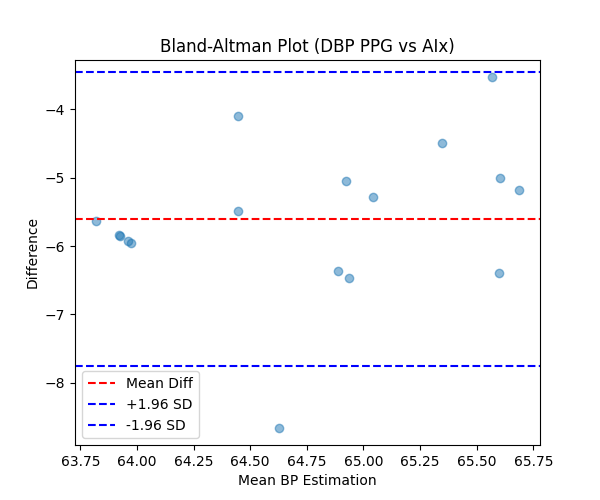 Bland-Altman Plot (DBP PPG vs AIx)
Difference
−4
−5
−6
−7
−8
Mean Diff
+1.96 SD
-1.96 SD
63.75 64.00 64.25 64.50 64.75 65.00 65.25 65.50 65.75
Mean BP Estimation